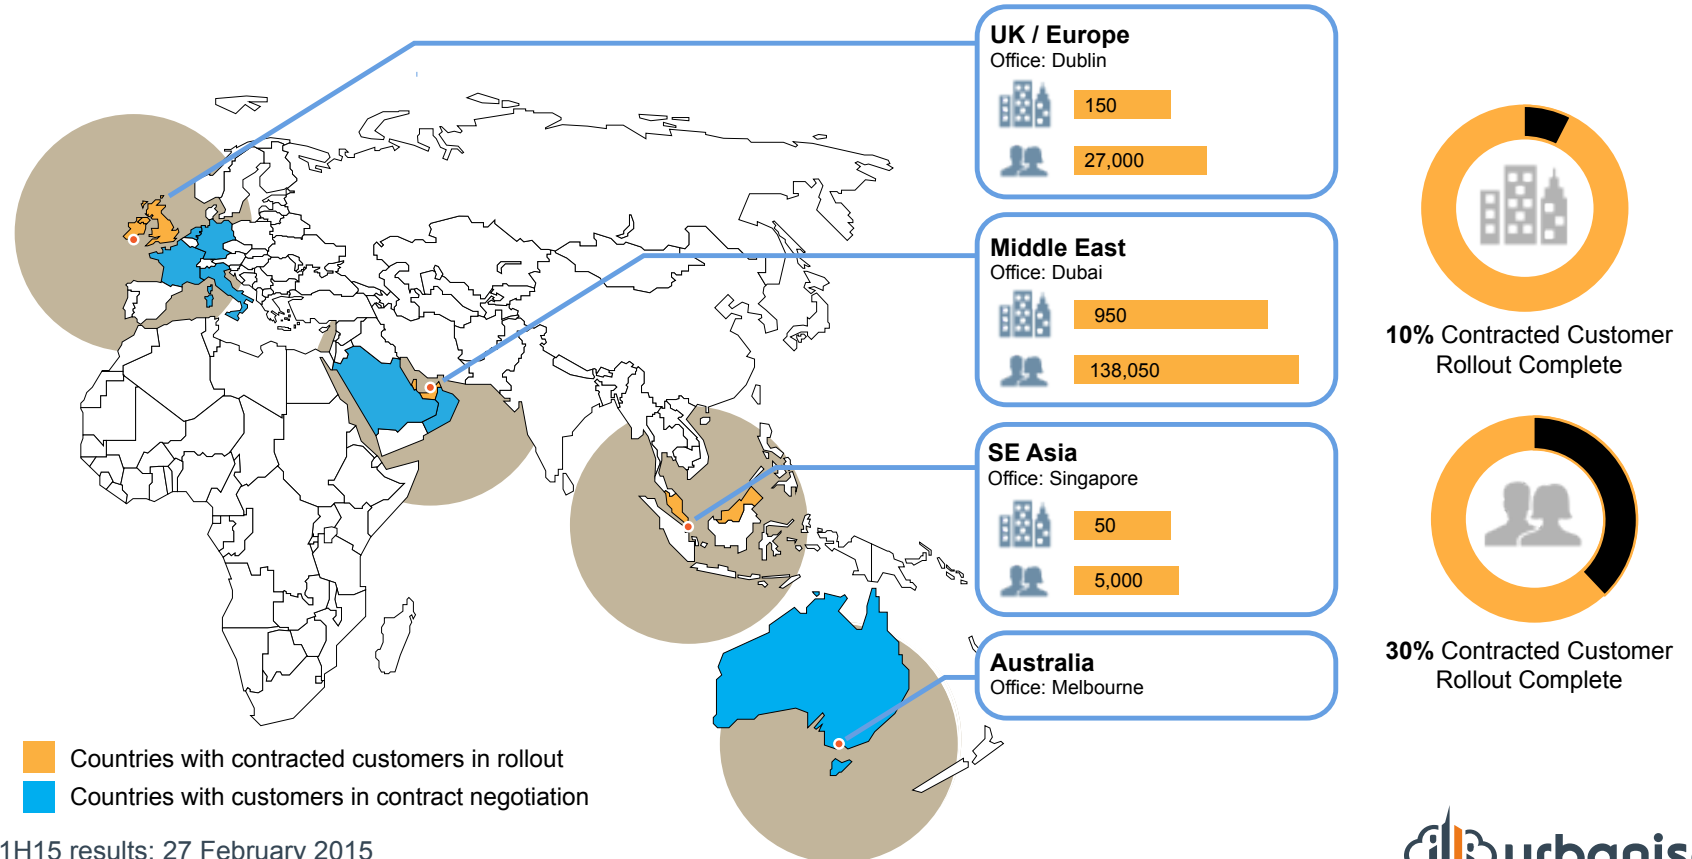 UK / Europe
Office: Dublin
150
27,000
Middle East
Office: Dubai
950
138,050
SE Asia
Office: Singapore
50
5,000
Australia
Office: Melbourne
10% Contracted Customer
Rollout Complete
30% Contracted Customer
Rollout Complete
Countries with contracted customers in rollout
Countries with customers in contract negotiation
1H15 results: 27 February 2015